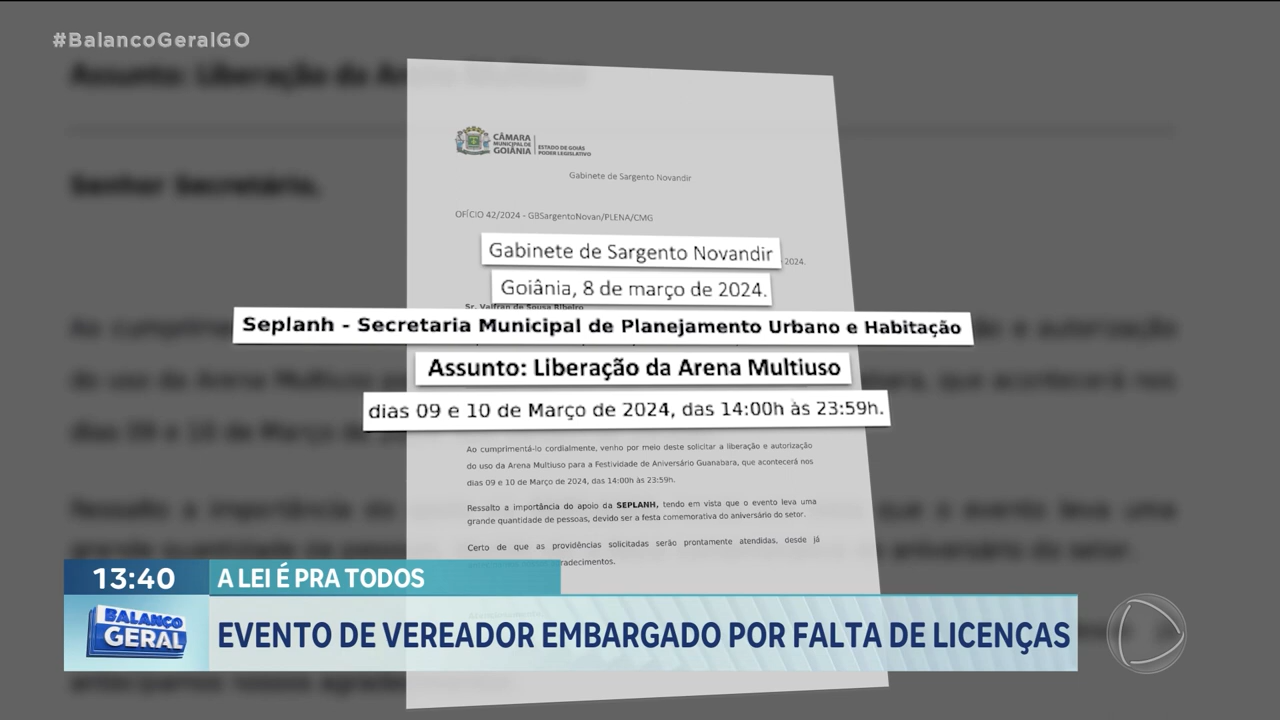 #BalancoGeralGO
Assunto: Liberação da Arena Multiuso
Senhor Secretário,
CÂMARA
MUNICIPAL DE
GOIÂNIA
ESTADO DE GOIÁS
PODER LEGISLATIVO
Gabinete de Sargento Novandir
OFÍCIO 42/2024 - GBSargentoNovan/PLENA/CMG
Gabinete de Sargento Novandir
2024.
Goiânia, 8 de março de 2024.
Sr. Valfran de Sousa Ribeiro
Seplanh - Secretaria Municipal de Planejamento Urbano e Habitação
Assunto: Liberação da Arena Multiuso
dias 09 e 10 de Março de 2024, das 14:00h às 23:59h.
Ao cumprimentá-lo cordialmente, venho por meio deste solicitar a liberação e autorização
do uso da Arena Multiuso para a Festividade de Aniversário Guanabara, que acontecerá nos
dias 09 e 10 de Março de 2024, das 14:00h às 23:59h.
Ressalto a importância do apoio da SEPLANH, tendo em vista que o evento leva uma
grande quantidade de pessoas, devido ser a festa comemorativa do aniversário do setor.
Certo de que as providências solicitadas serão prontamente atendidas, desde já
agradecimentos.
13:40
A LEI É PRA TODOS
BALANÇO
GERAL
EVENTO DE VEREADOR EMBARGADO POR FALTA DE LICENÇAS